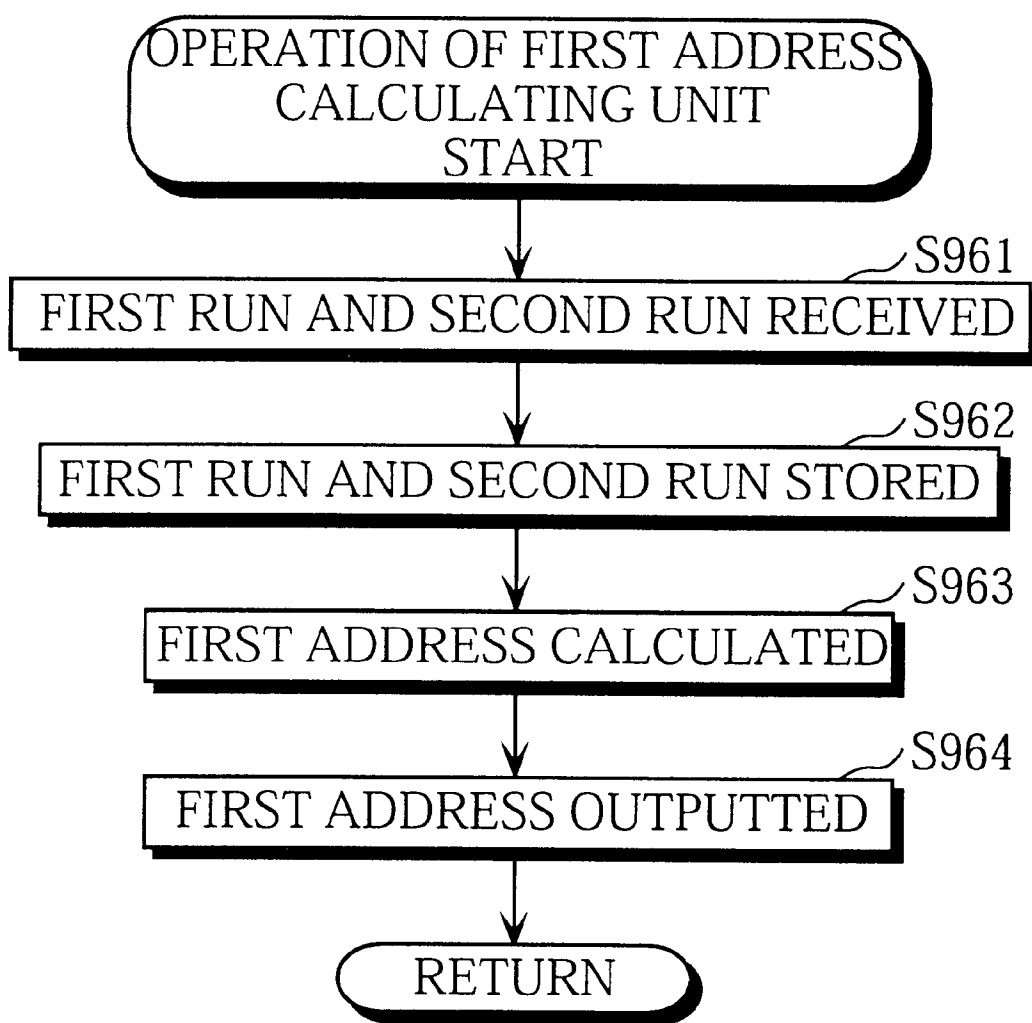 OPERATION OF FIRST ADDRESS
CALCULATING UNIT
START
S961
FIRST RUN AND SECOND RUN RECEIVED
S962
FIRST RUN AND SECOND RUN STORED
S963
FIRST ADDRESS CALCULATED
S964
FIRST ADDRESS OUTPUTTED
RETURN